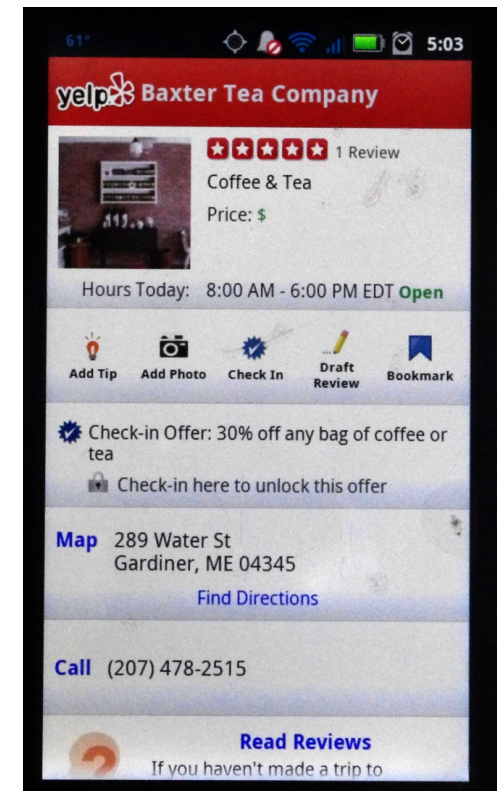 61°
5:03
yelp Baxter Tea Company
1 Review
Coffee & Tea
Price: $
Hours Today: 8:00 AM - 6:00 PM EDT Open
Add Tip Add Photo Check In Draft Review Bookmark
Check-in Offer: 30% off any bag of coffee or
tea
Check-in here to unlock this offer
Map 289 Water St
Gardiner, ME 04345
Find Directions
Call (207) 478-2515
Read Reviews
If you haven't made a trip to